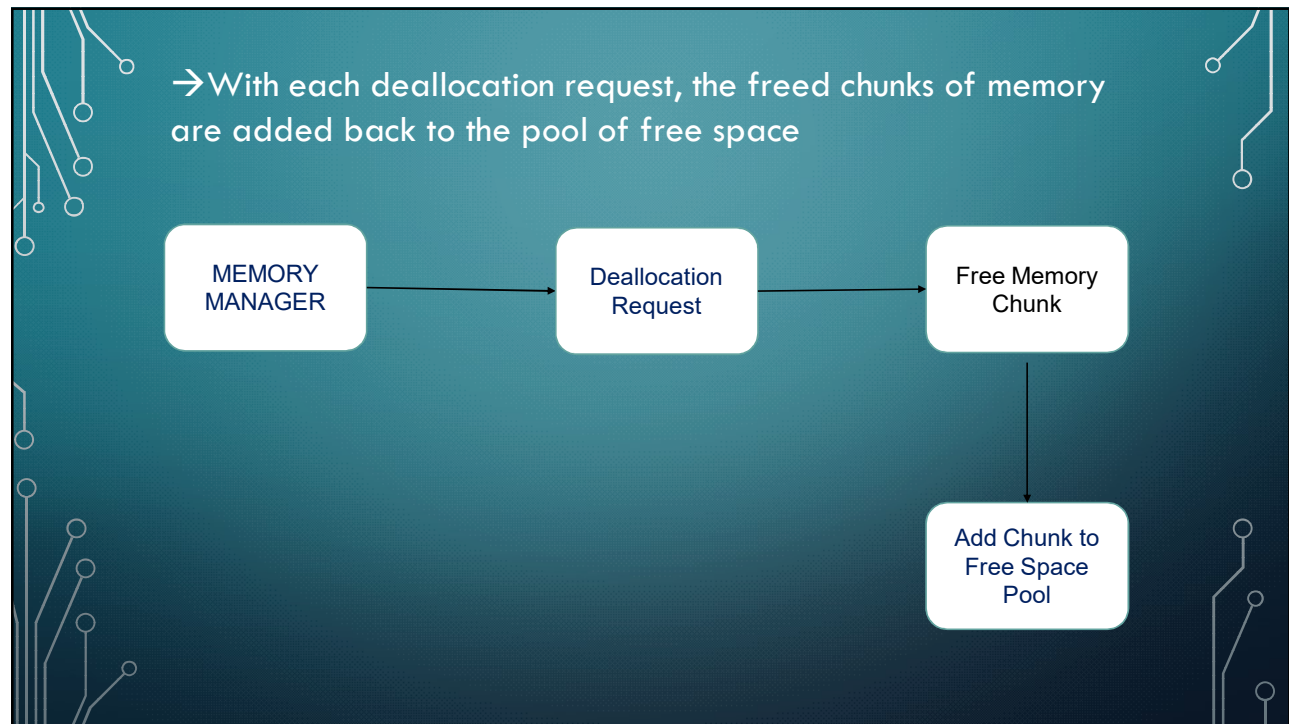 →With each deallocation request, the freed chunks of memory
are added back to the pool of free space
MEMORY
MANAGER
Deallocation
Request
Free Memory
Chunk
Add Chunk to
Free Space
Pool